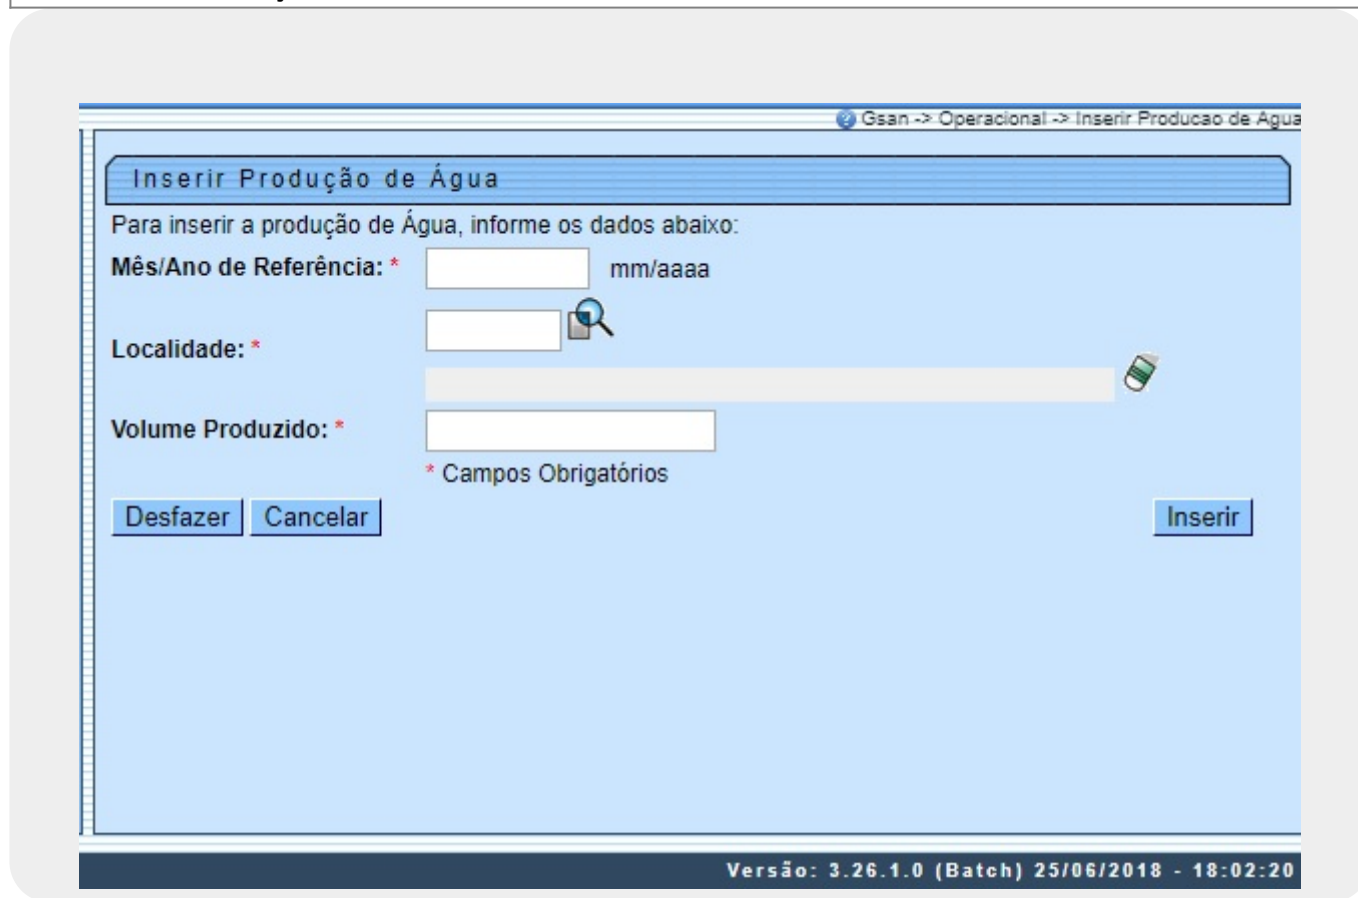 Gsan -> Operacional -> Inserir Producao de Agua
Inserir Produção de Água
Para inserir a produção de Água, informe os dados abaixo:
Mês/Ano de Referência: * mm/aaaa
Localidade: *
Volume Produzido: *
* Campos Obrigatórios
Desfazer Cancelar Inserir
Versão: 3.26.1.0 (Batch) 25/06/2018 - 18:02:20